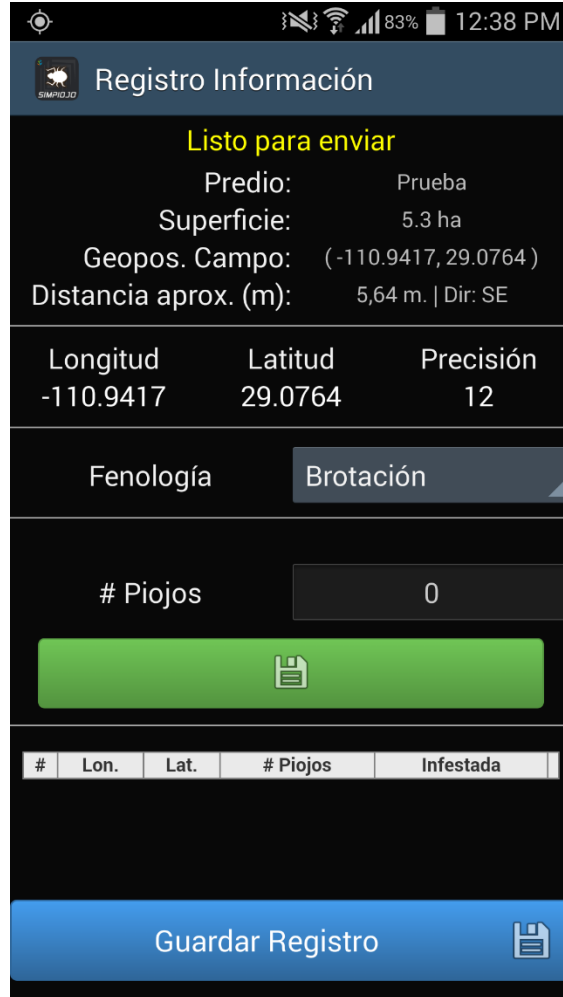 83% 12:38 PM
SIMPIOJO Registro Información
Listo para enviar
Predio: Prueba
Superficie: 5.3 ha
Geopos. Campo: ( -110.9417, 29.0764 )
Distancia aprox. (m): 5,64 m. | Dir: SE
Longitud Latitud Precisión
-110.9417 29.0764 12
Fenología Brotación
# Piojos 0
# Lon. Lat. # Piojos Infestada
Guardar Registro